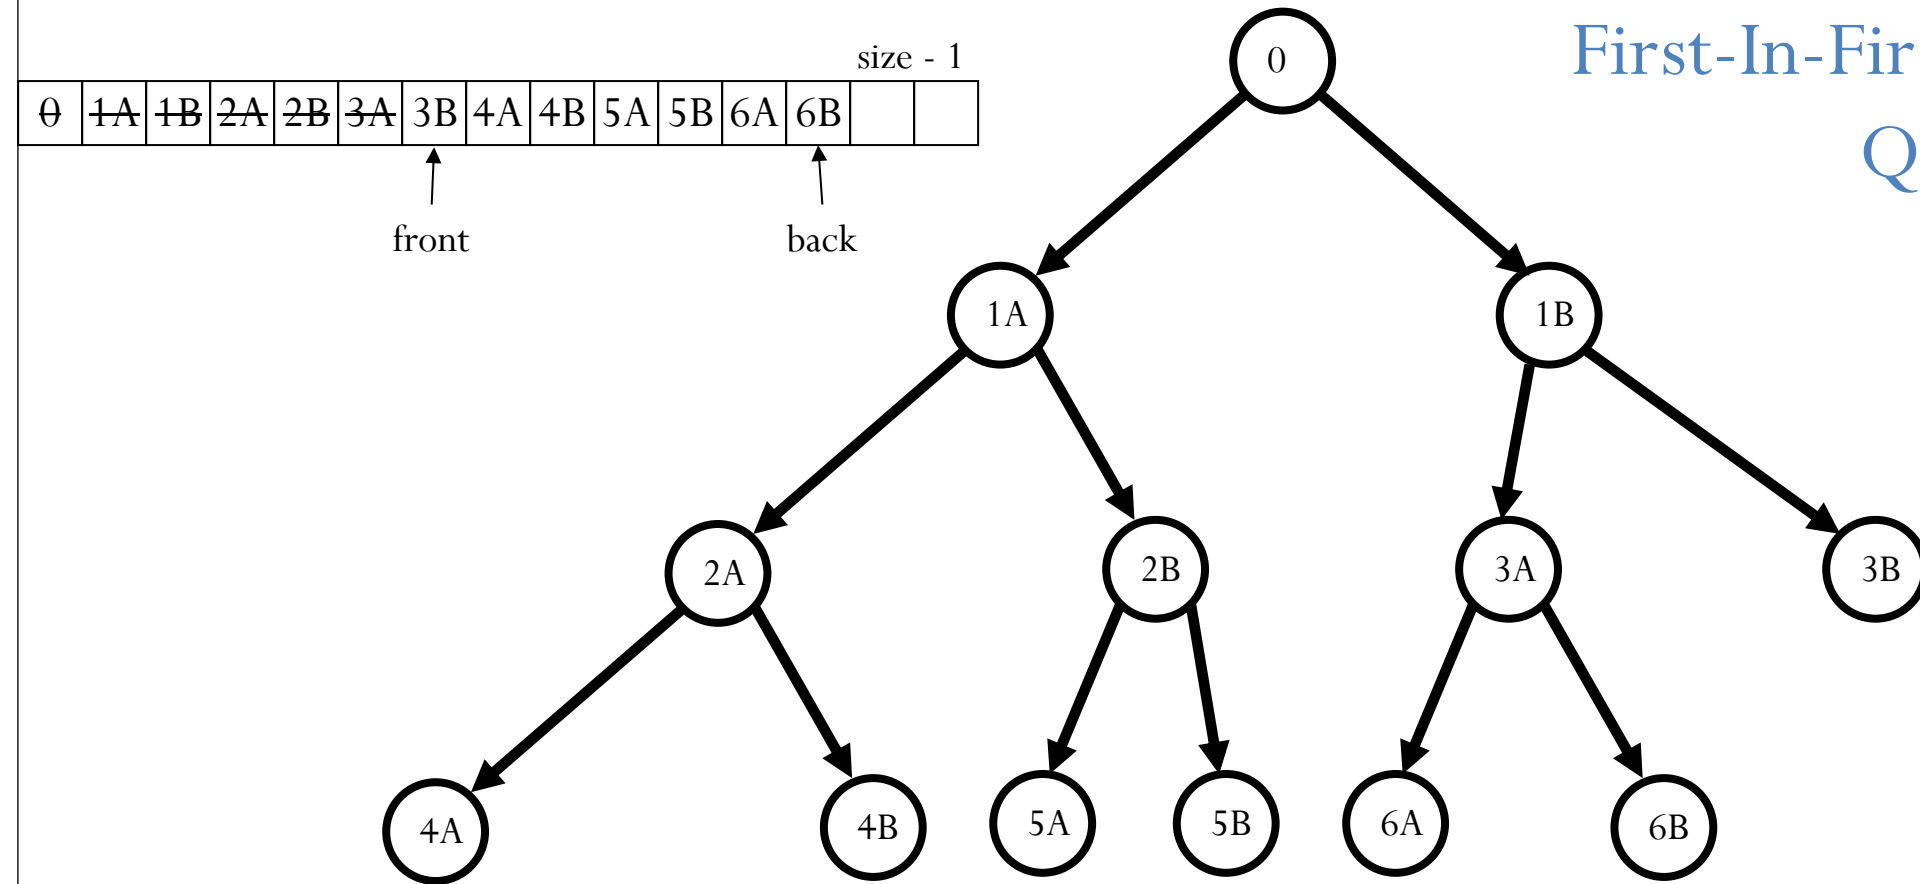 First-In-Fir
Q
size - 1
0 1A 1B 2A 2B 3A 3B 4A 4B 5A 5B 6A 6B
front back
0
1A 1B
2A 2B 3A 3B
4A 4B 5A 5B 6A 6B